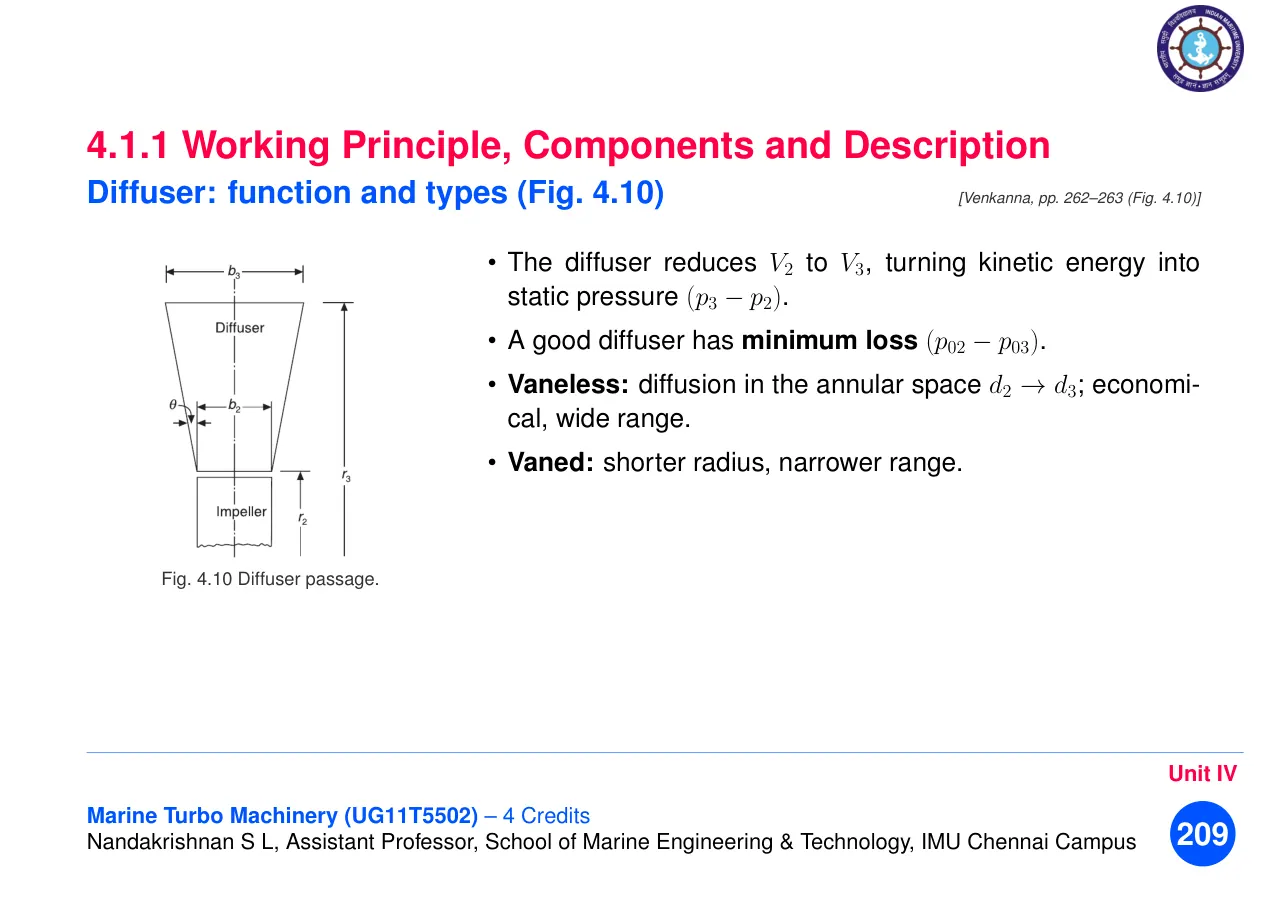 INDIAN MARITIME UNIVERSITY
4.1.1 Working Principle, Components and Description
Diffuser: function and types (Fig. 4.10)
[Venkanna, pp. 262–263 (Fig. 4.10)]
b3
Diffuser
θ
b2
r3
Impeller
r2
Fig. 4.10 Diffuser passage.
• The diffuser reduces V2 to V3, turning kinetic energy into
static pressure (p3 − p2).
• A good diffuser has minimum loss (p02 − p03).
• Vaneless: diffusion in the annular space d2 → d3; economi-
cal, wide range.
• Vaned: shorter radius, narrower range.
Unit IV
Marine Turbo Machinery (UG11T5502) – 4 Credits
Nandakrishnan S L, Assistant Professor, School of Marine Engineering & Technology, IMU Chennai Campus
209